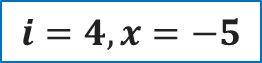 i = 4, x = −5